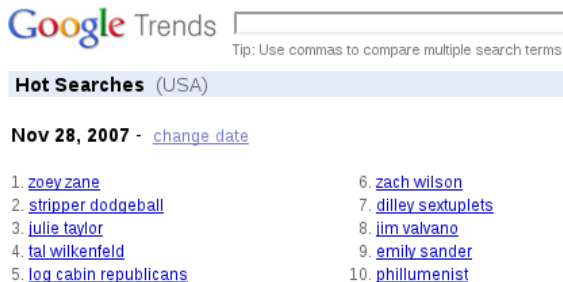 Google Trends
Tip: Use commas to compare multiple search terms
Hot Searches (USA)
Nov 28, 2007 - change date
1. zoey zane
2. stripper dodgeball
3. julie taylor
4. tal wilkenfeld
5. log cabin republicans
6. zach wilson
7. dilley sextuplets
8. jim valvano
9. emily sander
10. phillumenist